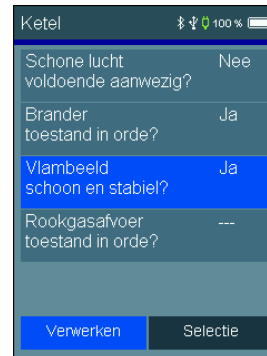 Ketel 100 %
Schone lucht Nee
voldoende aanwezig?
Brander Ja
toestand in orde?
Vlambeeld Ja
schoon en stabiel?
Rookgasafvoer ---
toestand in orde?
Verwerken Selectie